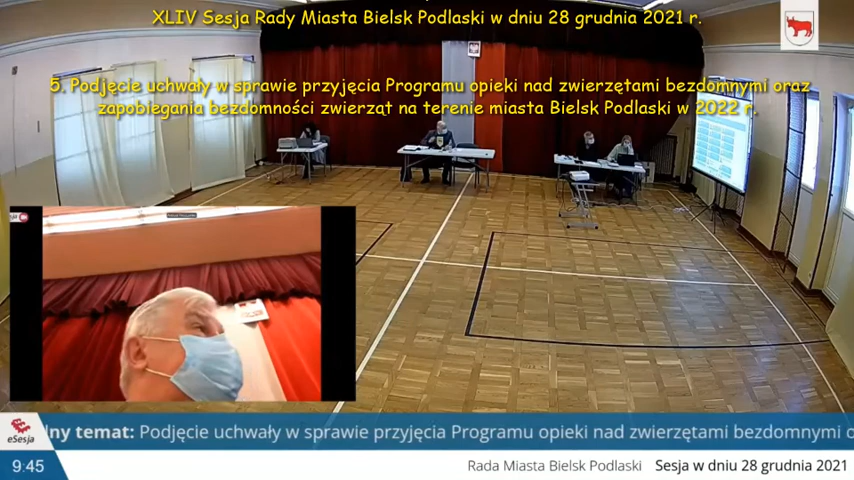 XLIV Sesja Rady Miasta Bielsk Podlaski w dniu 28 grudnia 2021 r.
5. Podjęcie uchwały w sprawie przyjęcia Programu opieki nad zwierzętami bezdomnymi oraz
zapobiegania bezdomności zwierząt na terenie miasta Bielsk Podlaski w 2022 r.
eSesja
lny temat: Podjęcie uchwały w sprawie przyjęcia Programu opieki nad zwierzętami bezdomnymi o
9:45
Rada Miasta Bielsk Podlaski Sesja w dniu 28 grudnia 2021